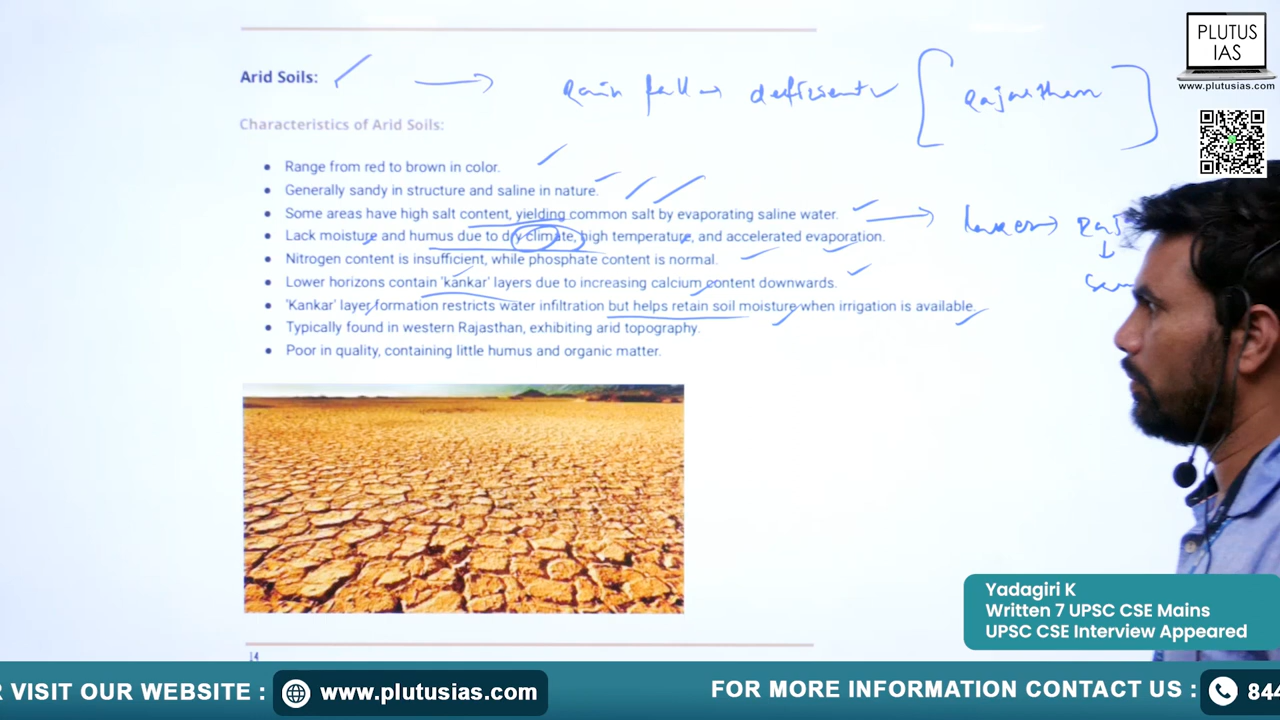 PLUTUS
IAS
www.plutusias.com
Arid Soils:
Rain fall deficient Rajasthan
Characteristics of Arid Soils:
Range from red to brown in color.
Generally sandy in structure and saline in nature.
Some areas have high salt content, yielding common salt by evaporating saline water.
Lack moisture and humus due to dry climate, high temperature, and accelerated evaporation.
Nitrogen content is insufficient, while phosphate content is normal.
Lower horizons contain 'kankar' layers due to increasing calcium content downwards.
'Kankar' layer formation restricts water infiltration but helps retain soil moisture when irrigation is available.
Typically found in western Rajasthan, exhibiting arid topography.
Poor in quality, containing little humus and organic matter.
14
Yadagiri K
Written 7 UPSC CSE Mains
UPSC CSE Interview Appeared
VISIT OUR WEBSITE : www.plutusias.com FOR MORE INFORMATION CONTACT US : 844